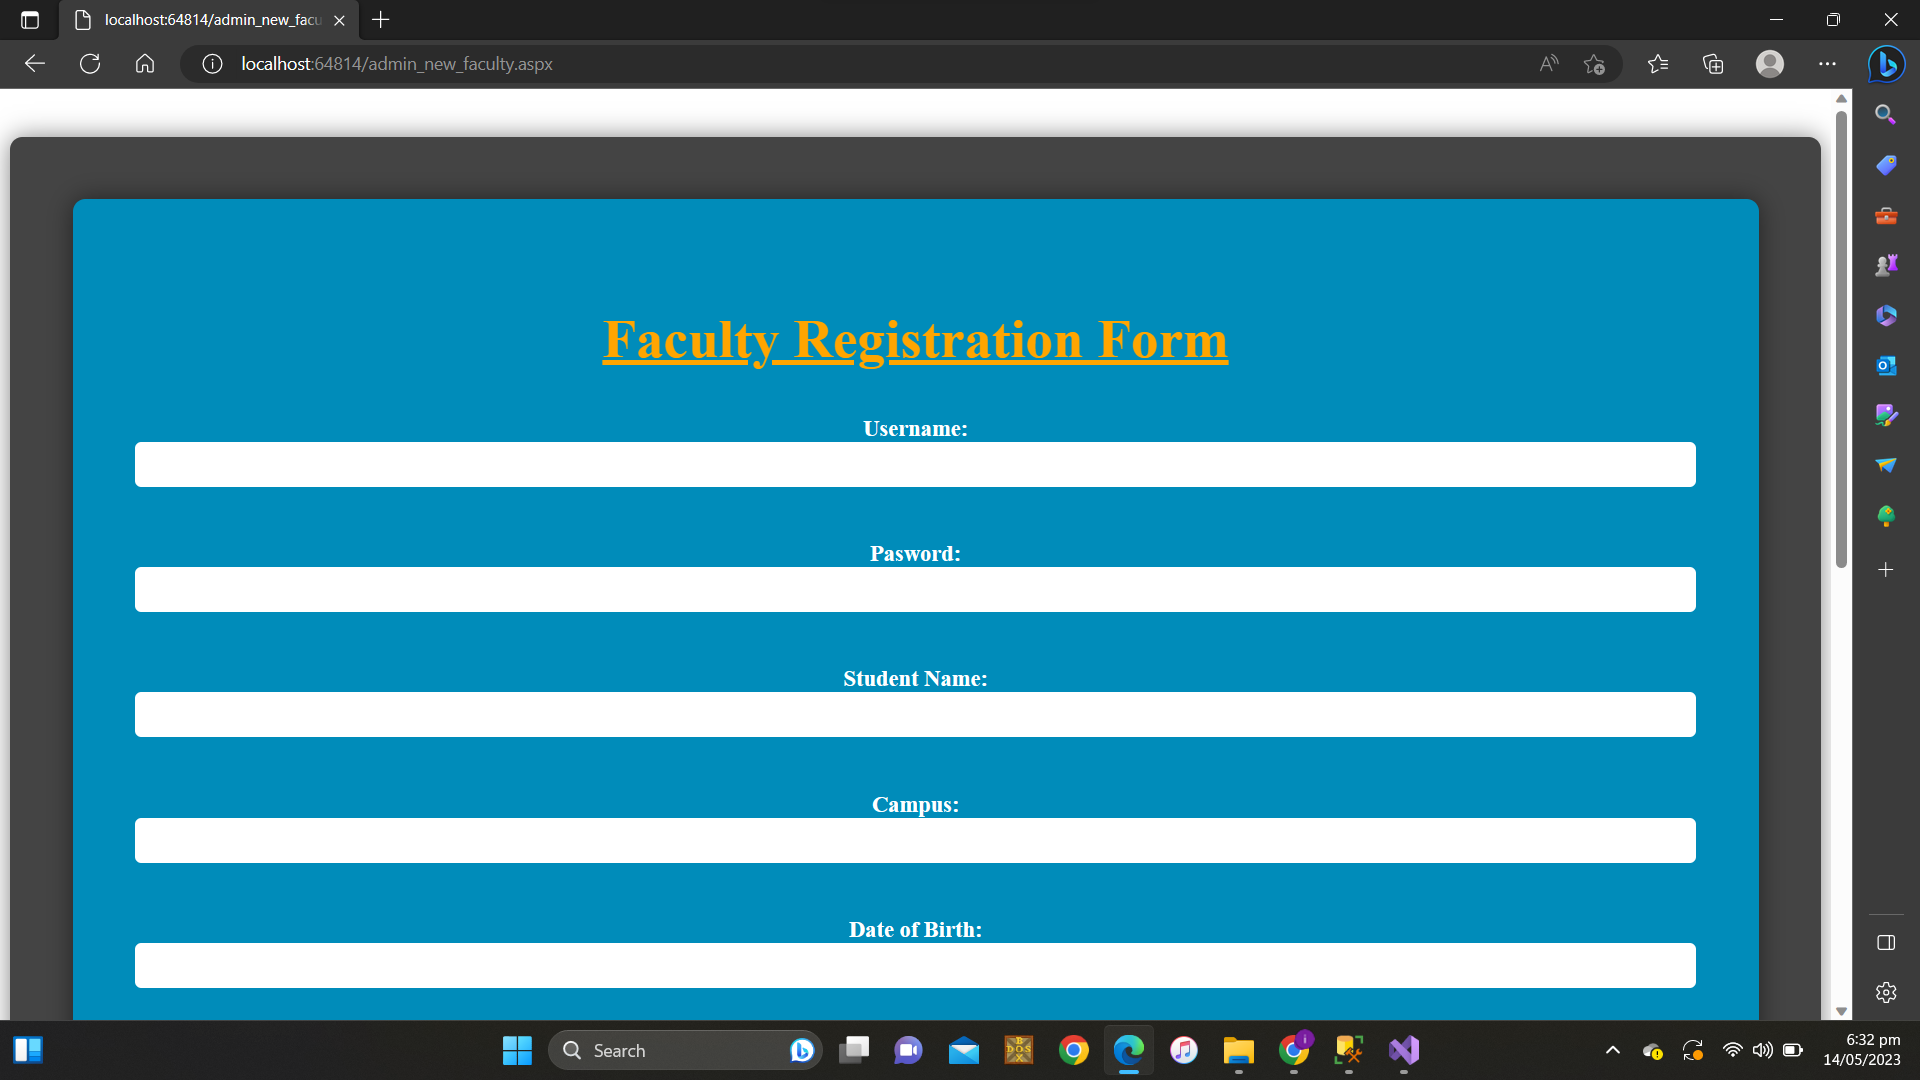 localhost:64814/admin_new_facu
localhost:64814/admin_new_faculty.aspx
Faculty Registration Form
Username:
Pasword:
Student Name:
Campus:
Date of Birth:
Search
6:32 pm
14/05/2023